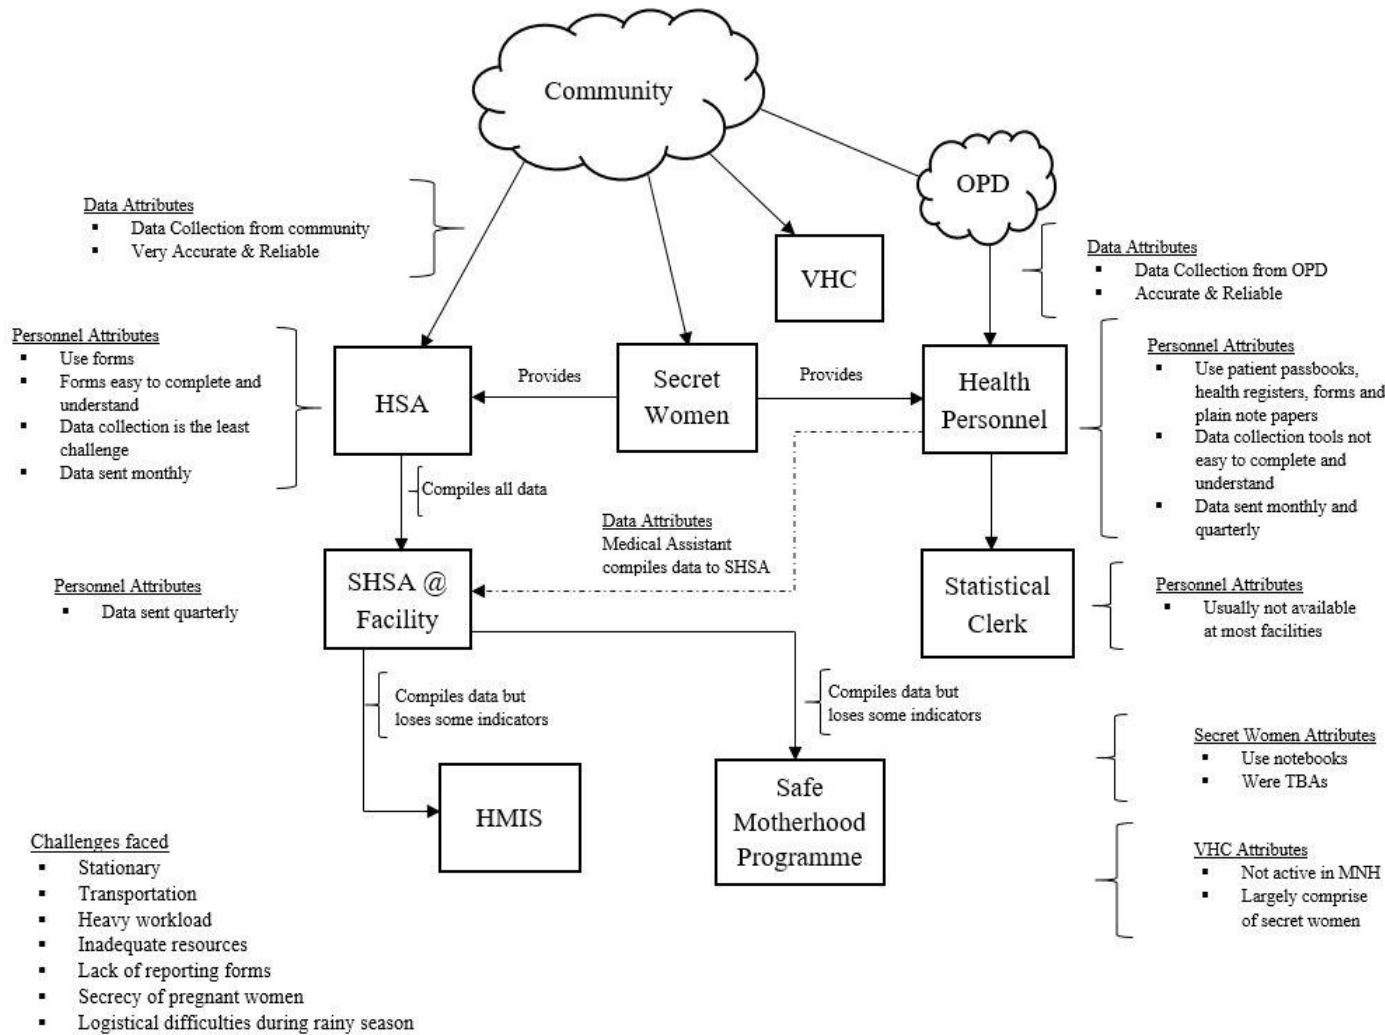 Community
OPD
Data Attributes
▪ Data Collection from community
▪ Very Accurate & Reliable
VHC
Data Attributes
▪ Data Collection from OPD
▪ Accurate & Reliable
Personnel Attributes
▪ Use forms
▪ Forms easy to complete and
understand
▪ Data collection is the least
challenge
▪ Data sent monthly
HSA
Provides
Secret
Women
Provides
Health
Personnel
Personnel Attributes
▪ Use patient passbooks,
health registers, forms and
plain note papers
▪ Data collection tools not
easy to complete and
understand
▪ Data sent monthly and
quarterly
Compiles all data
Data Attributes
Medical Assistant
compiles data to SHSA
Personnel Attributes
▪ Data sent quarterly
SHSA @
Facility
Statistical
Clerk
Personnel Attributes
▪ Usually not available
at most facilities
Compiles data but
loses some indicators
Compiles data but
loses some indicators
Secret Women Attributes
▪ Use notebooks
▪ Were TBAs
HMIS
Safe
Motherhood
Programme
VHC Attributes
▪ Not active in MNH
▪ Largely comprise
of secret women
Challenges faced
▪ Stationary
▪ Transportation
▪ Heavy workload
▪ Inadequate resources
▪ Lack of reporting forms
▪ Secrecy of pregnant women
▪ Logistical difficulties during rainy season